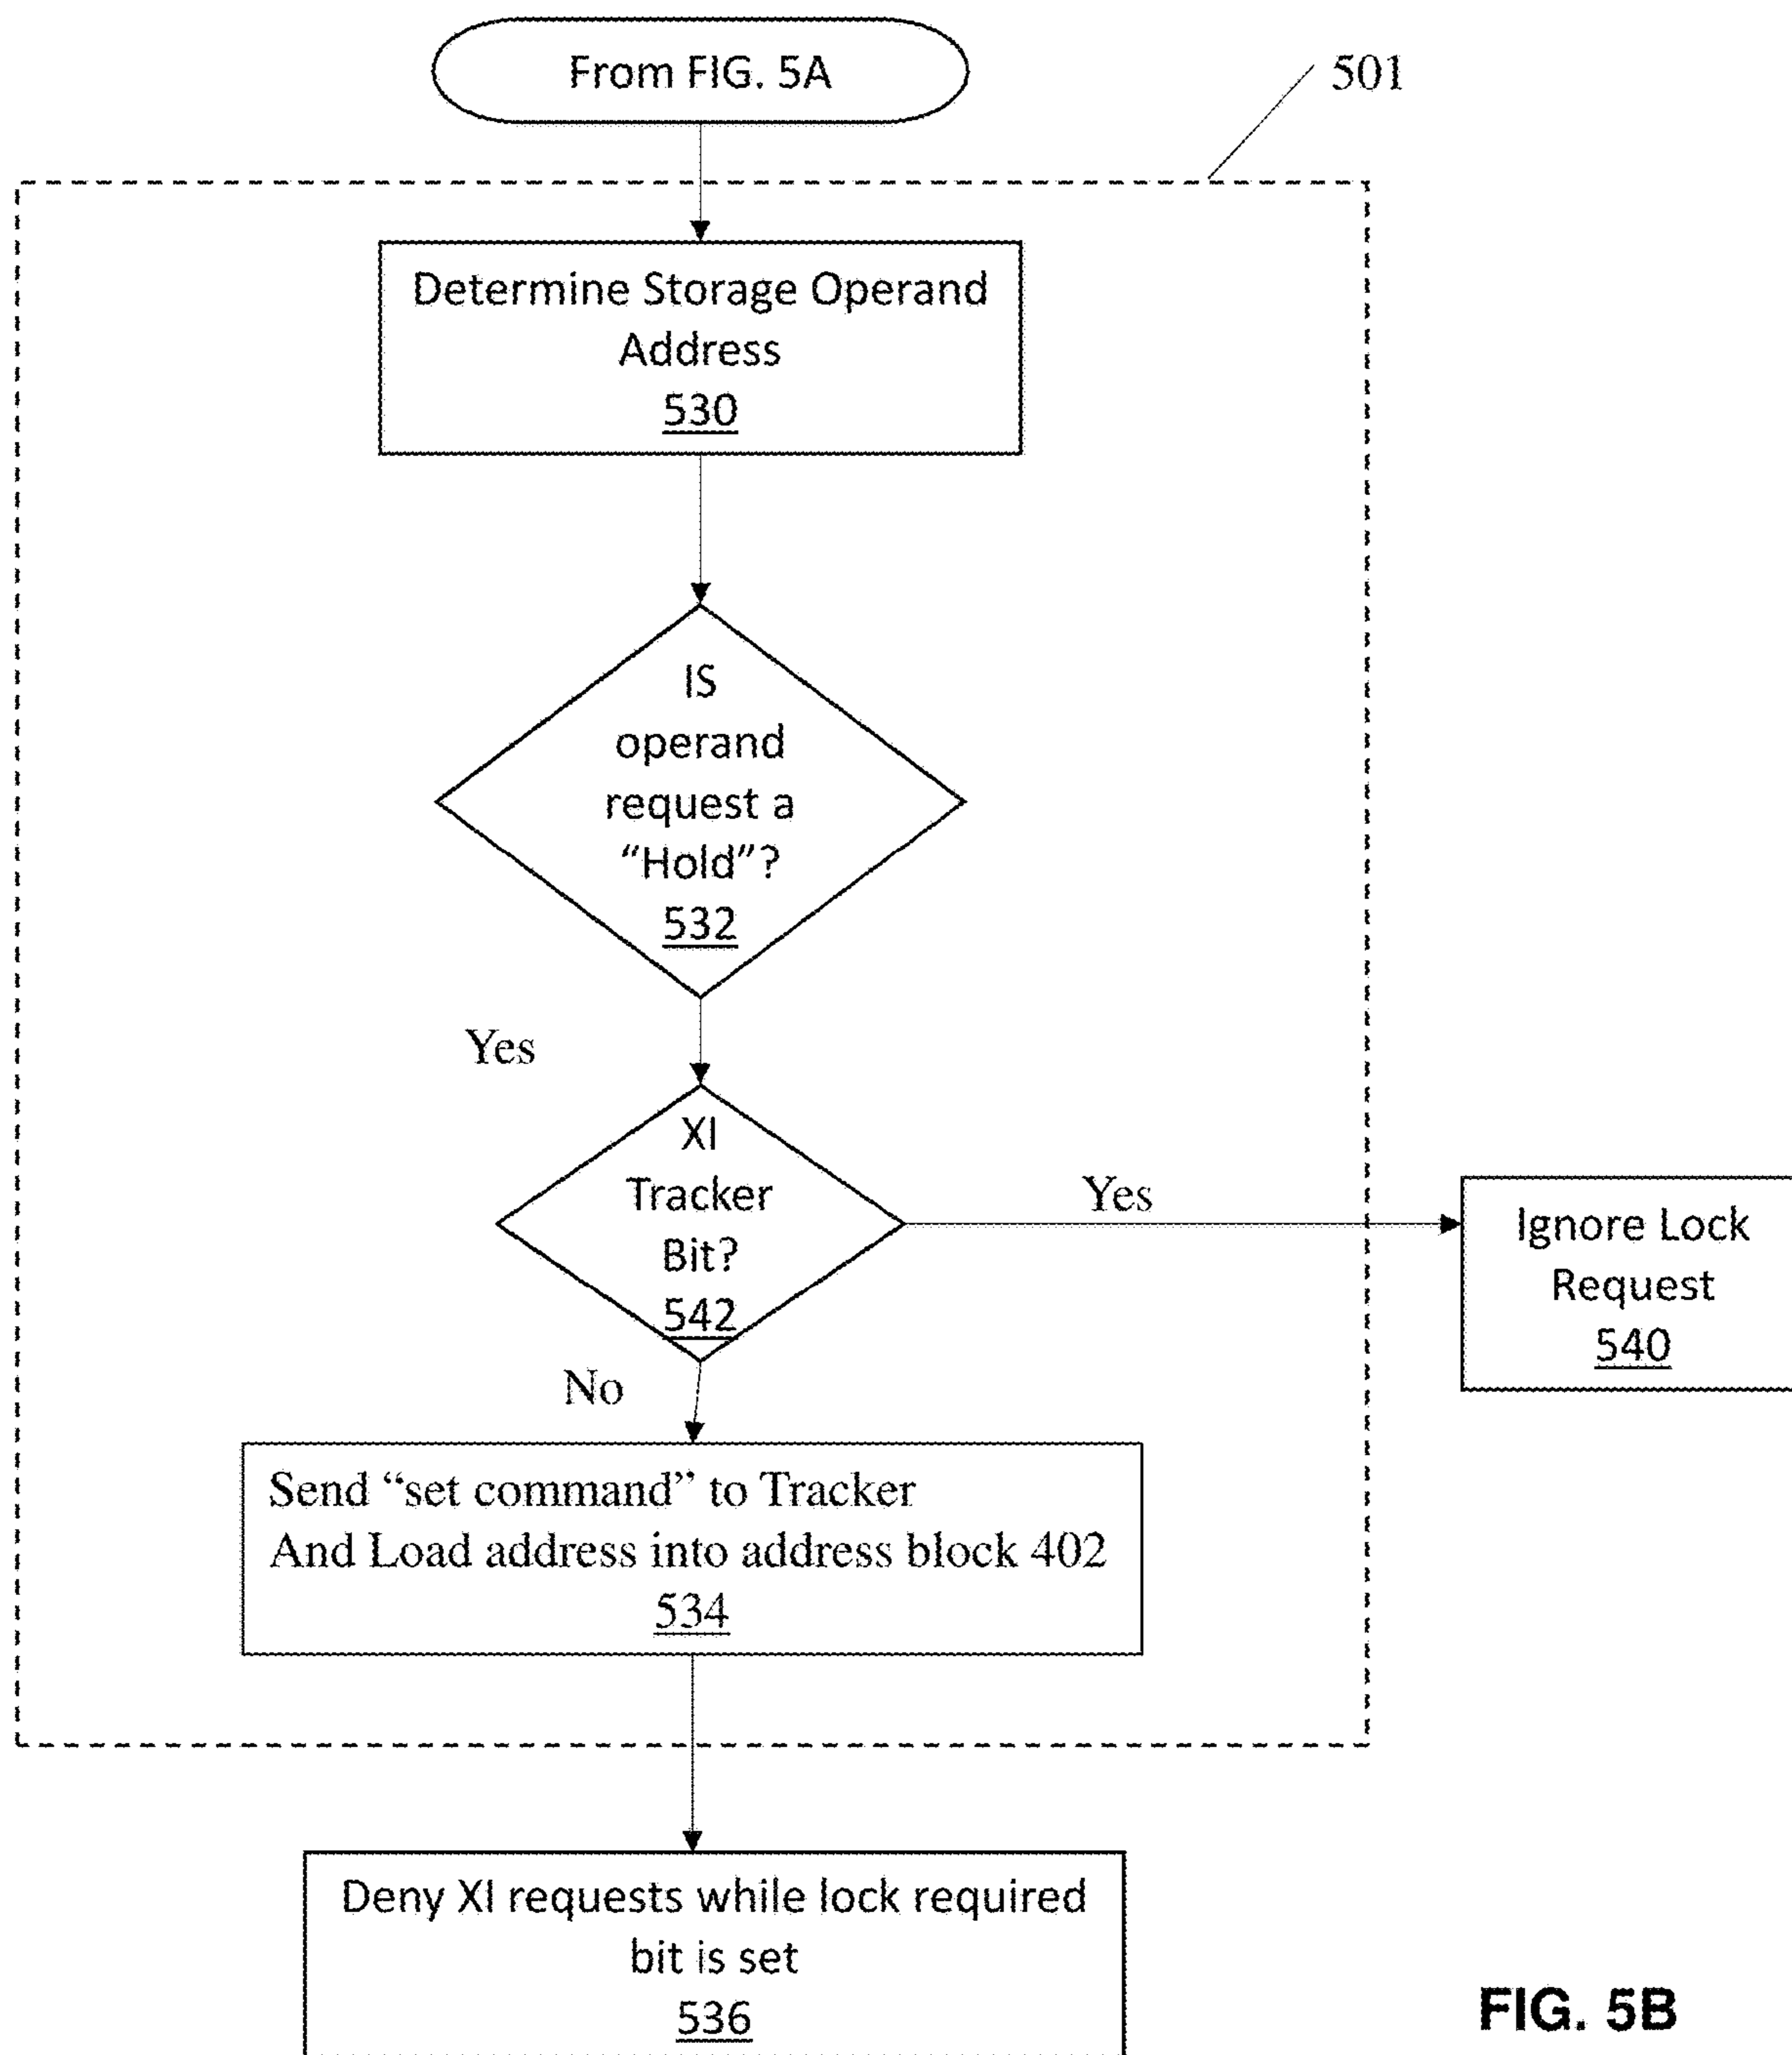 From FIG. 5A
501
Determine Storage Operand
Address
530
IS
operand
request a
“Hold”?
532
Yes
XI
Tracker
Bit?
542
Yes
Ignore Lock
Request
540
No
Send “set command” to Tracker
And Load address into address block 402
534
Deny XI requests while lock required
bit is set
536
FIG. 5B